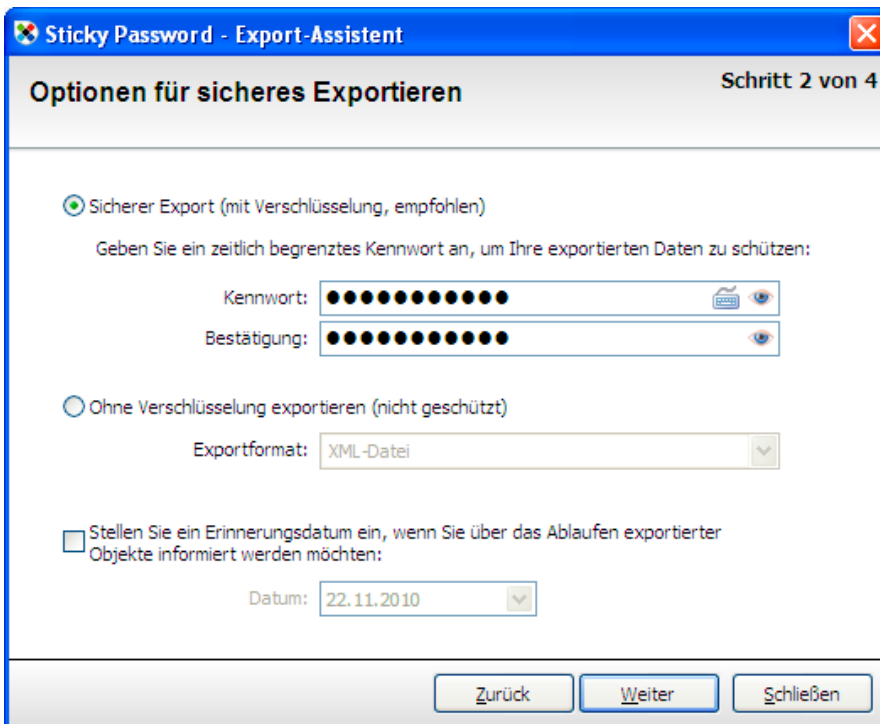 Sticky Password - Export-Assistent
Optionen für sicheres Exportieren
Schritt 2 von 4
Sicherer Export (mit Verschlüsselung, empfohlen)
Geben Sie ein zeitlich begrenztes Kennwort an, um Ihre exportierten Daten zu schützen:
Kennwort: ●●●●●●●●●●●
Bestätigung: ●●●●●●●●●●●
Ohne Verschlüsselung exportieren (nicht geschützt)
Exportformat: XML-Datei
Stellen Sie ein Erinnerungsdatum ein, wenn Sie über das Ablaufen exportierter
Objekte informiert werden möchten:
Datum: 22.11.2010
Zurück Weiter Schließen